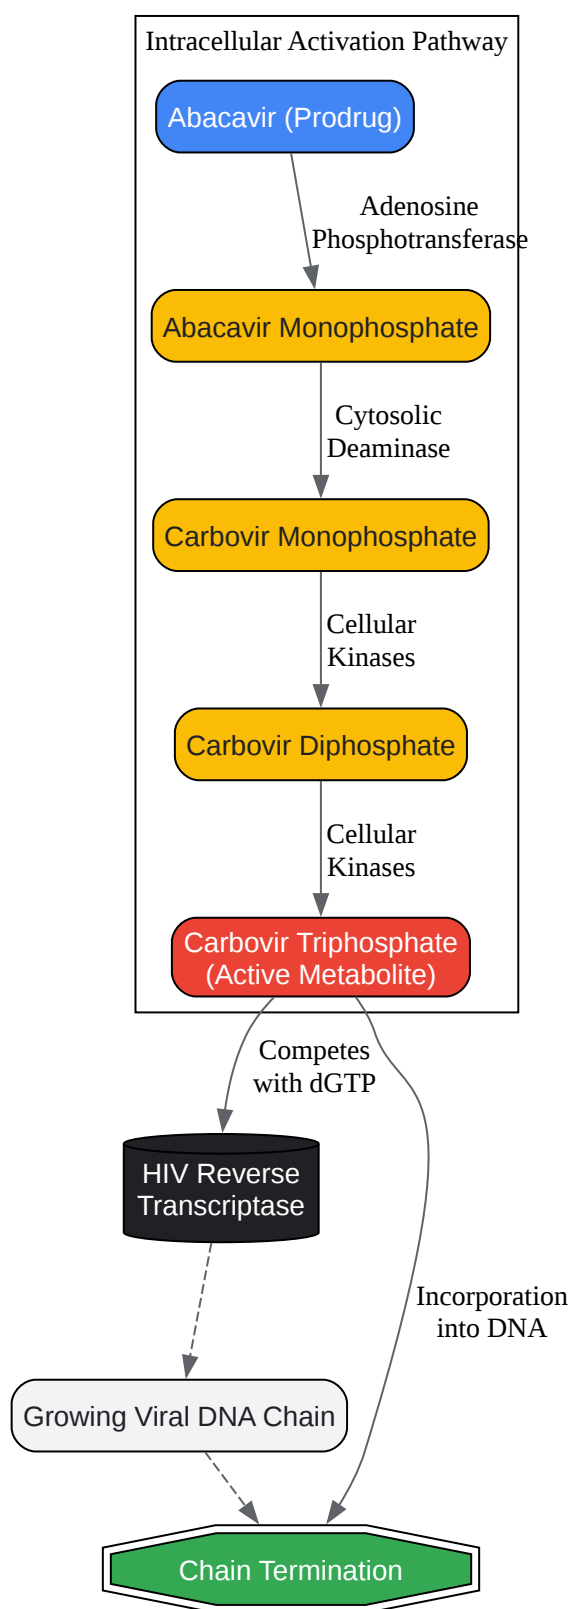 Intracellular Activation Pathway
Abacavir (Prodrug)
Adenosine
Phosphotransferase
Abacavir Monophosphate
Cytosolic
Deaminase
Carbovir Monophosphate
Cellular
Kinases
Carbovir Diphosphate
Cellular
Kinases
Carbovir Triphosphate
(Active Metabolite)
Competes
with dGTP
HIV Reverse
Transcriptase
Incorporation
into DNA
Growing Viral DNA Chain
Chain Termination